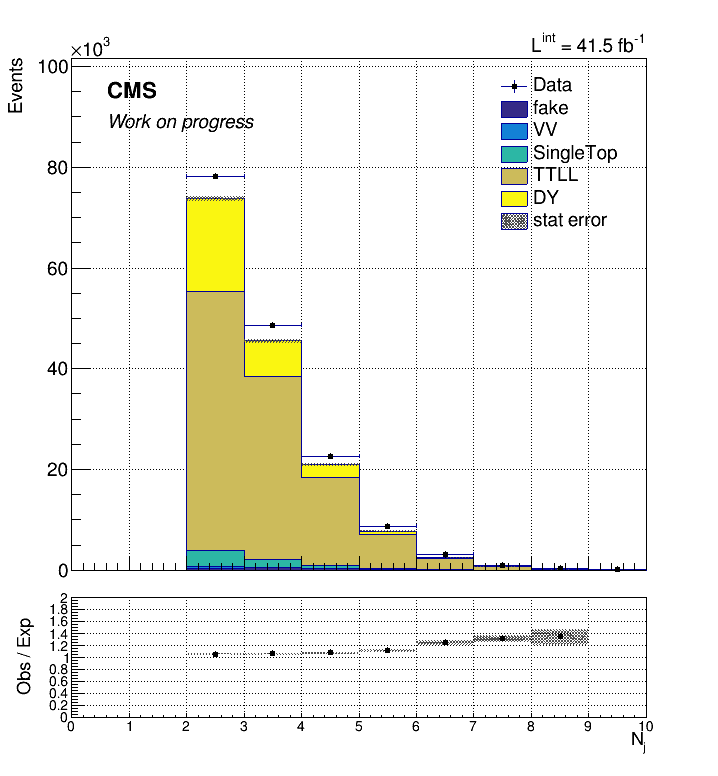 ×10³
L^int = 41.5 fb⁻¹
Events
100
80
60
40
20
0
CMS
Work on progress
Data
fake
VV
SingleTop
TTLL
DY
stat error
Obs / Exp
2
1.8
1.6
1.4
1.2
1
0.8
0.6
0.4
0.2
0
0 1 2 3 4 5 6 7 8 9 10
N_j